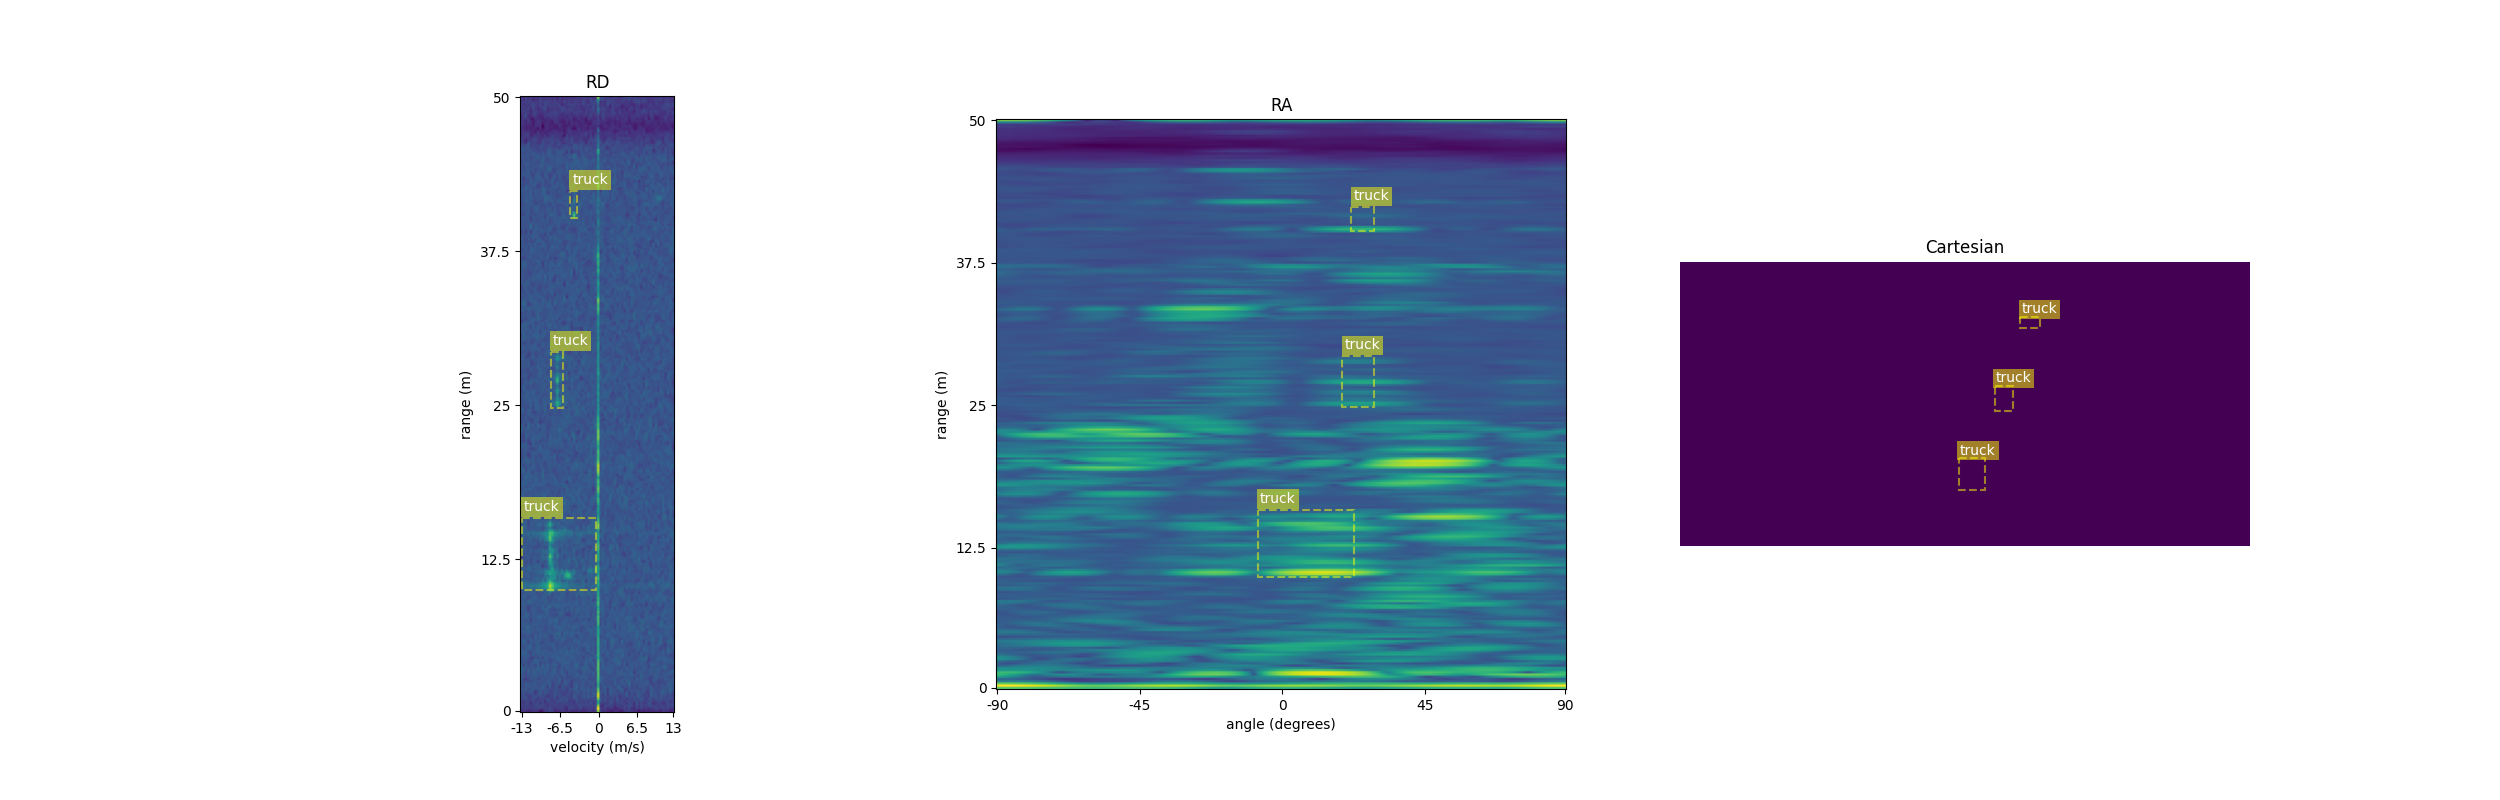 RD
50
37.5
25
12.5
0
range (m)
truck
truck
truck
-13 -6.5 0 6.5 13
velocity (m/s)
RA
50
37.5
25
12.5
0
range (m)
truck
truck
truck
-90 -45 0 45 90
angle (degrees)
Cartesian
truck
truck
truck